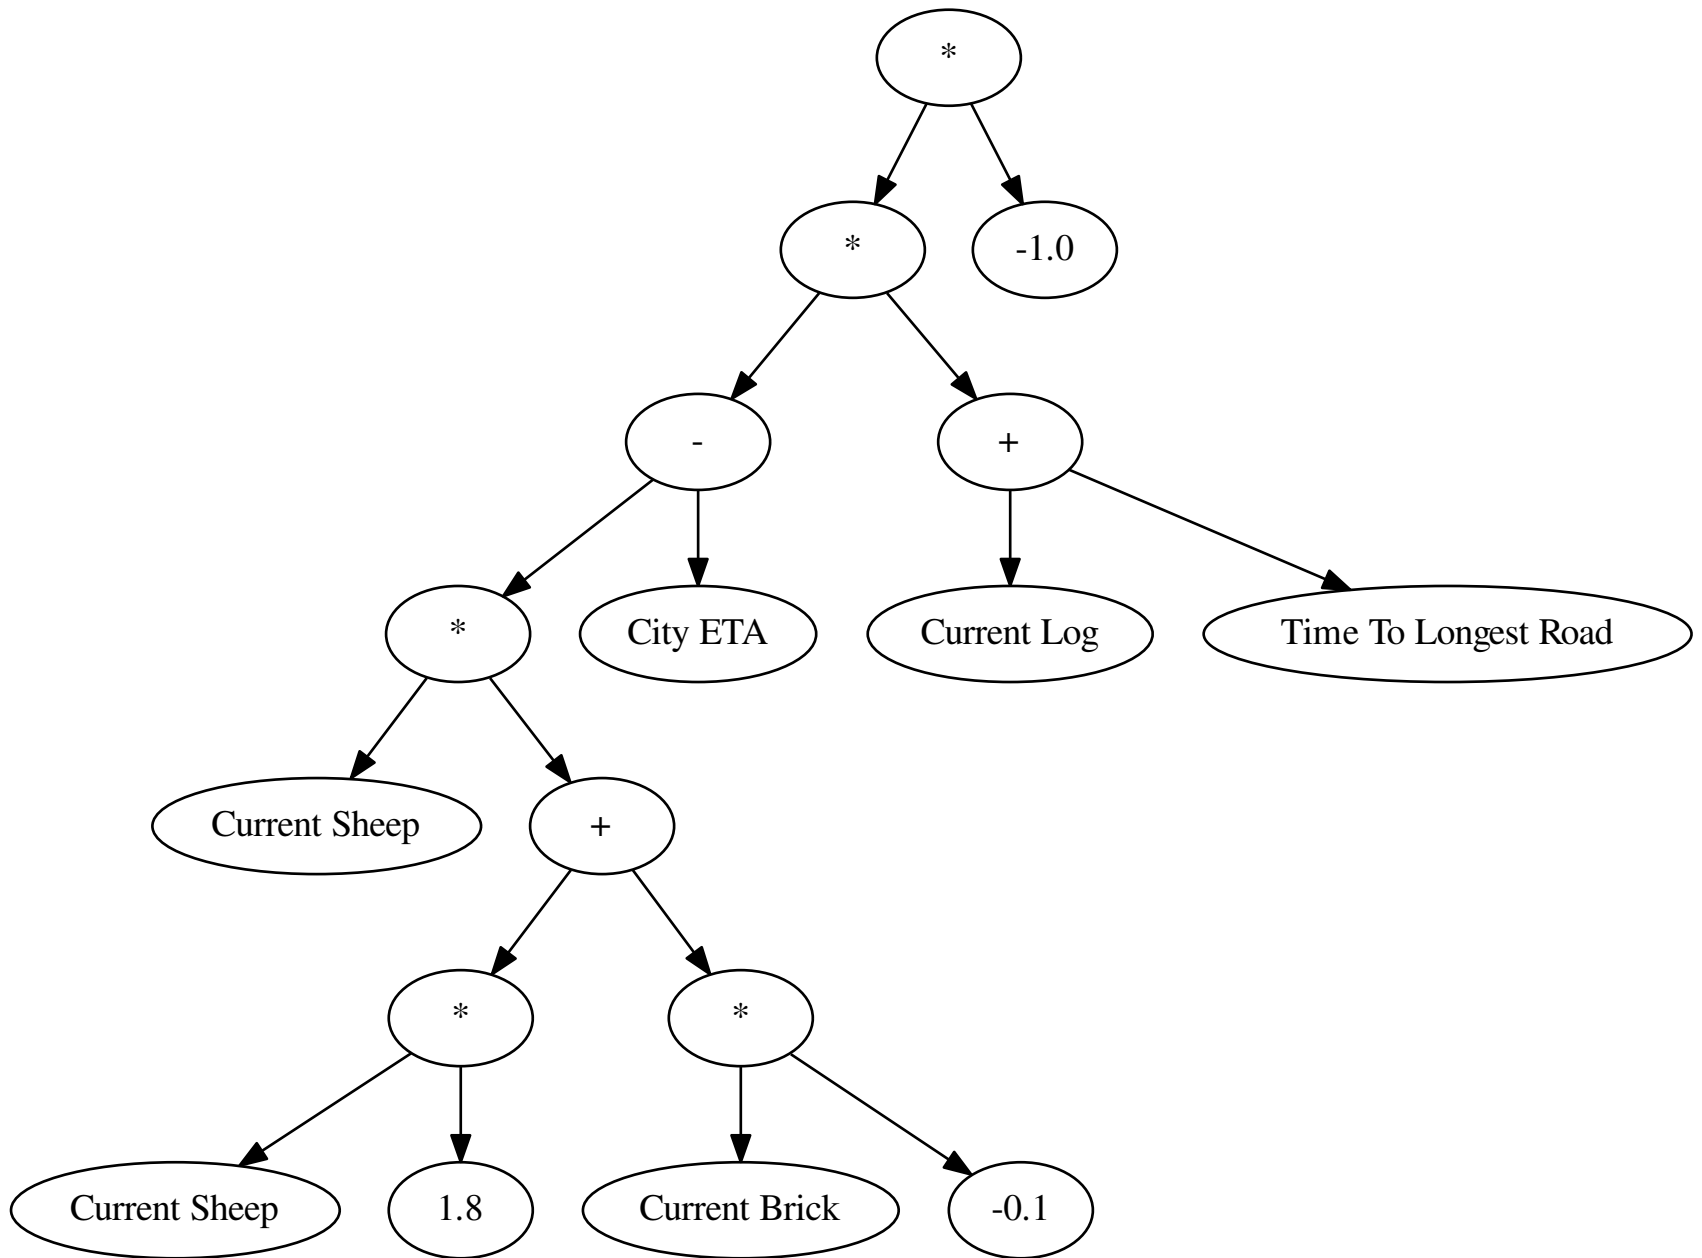 *
*
-1.0
-
+
*
City ETA
Current Log
Time To Longest Road
Current Sheep
+
*
*
Current Sheep
1.8
Current Brick
-0.1